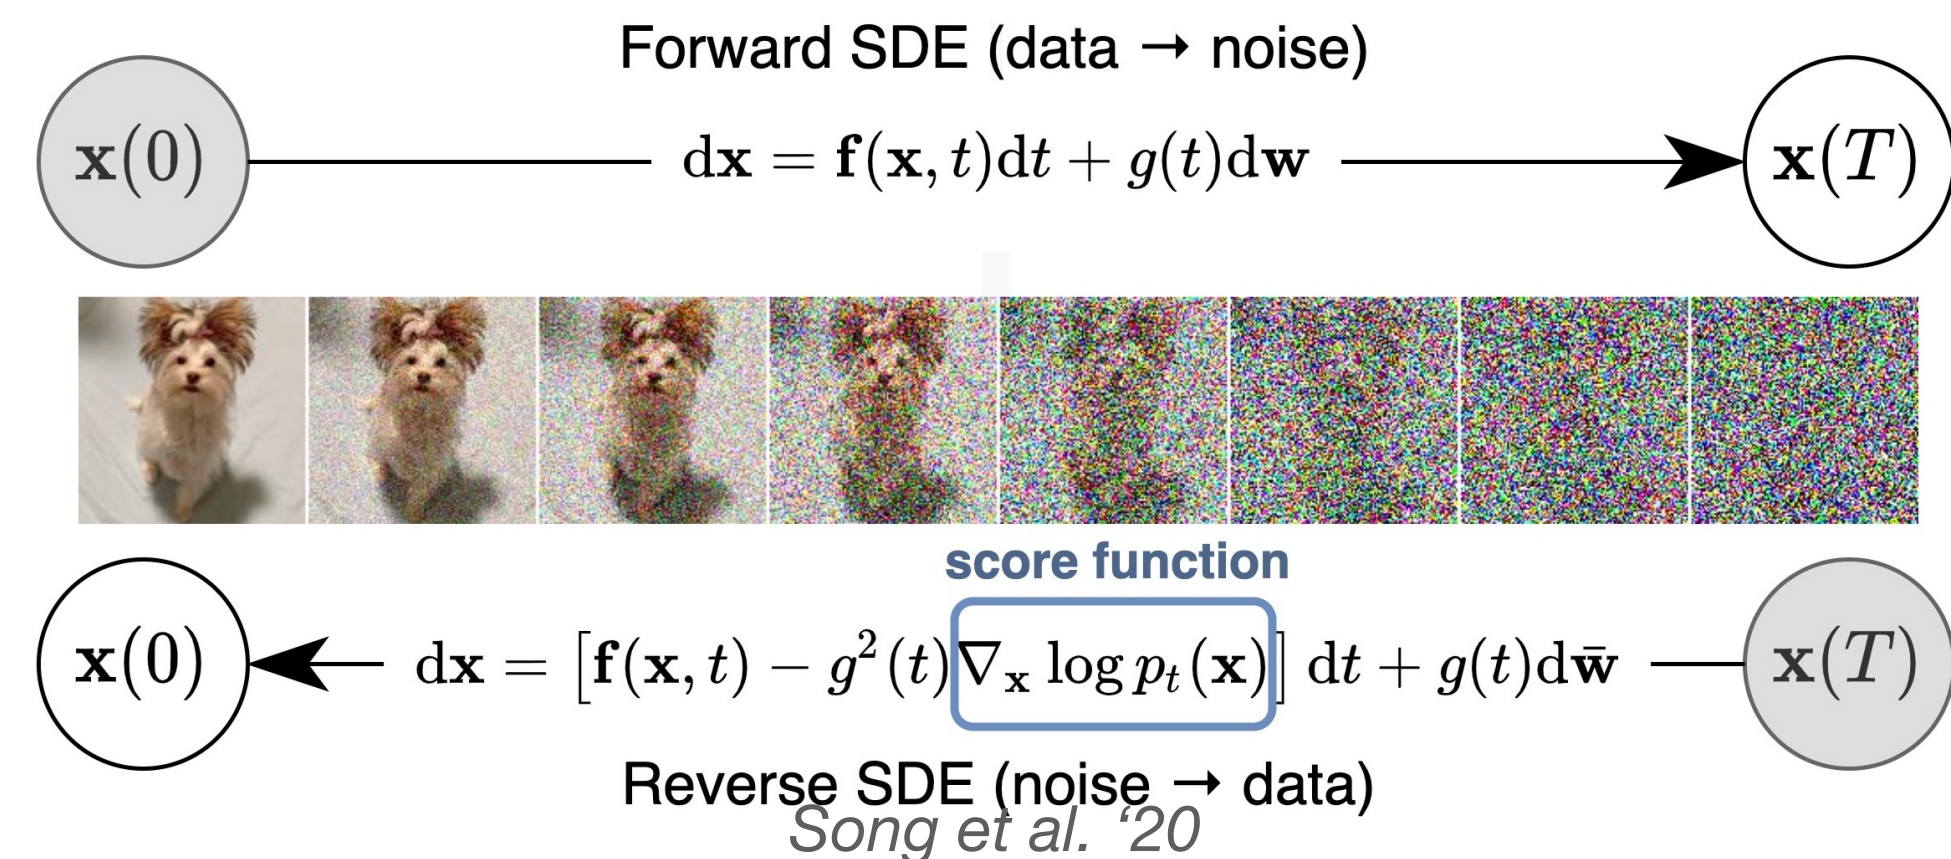 Forward SDE (data → noise)
x(0) dx = f(x, t)dt + g(t)dw x(T)
score function
x(0) dx = [f(x, t) − g²(t)∇ₓ log pₜ(x)] dt + g(t)dw̄ x(T)
Reverse SDE (noise → data)
Song et al. ‘20